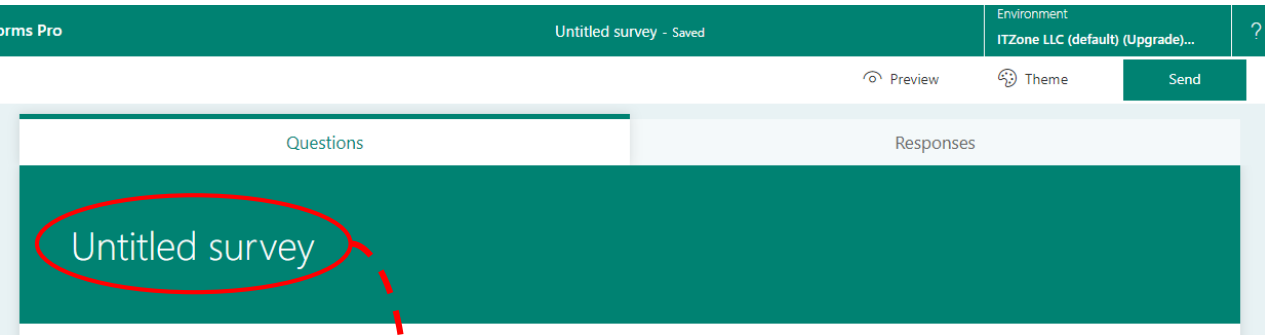 orms Pro
Untitled survey - Saved
Environment
ITZone LLC (default) (Upgrade)...
?
Preview
Theme
Send
Questions
Responses
Untitled survey